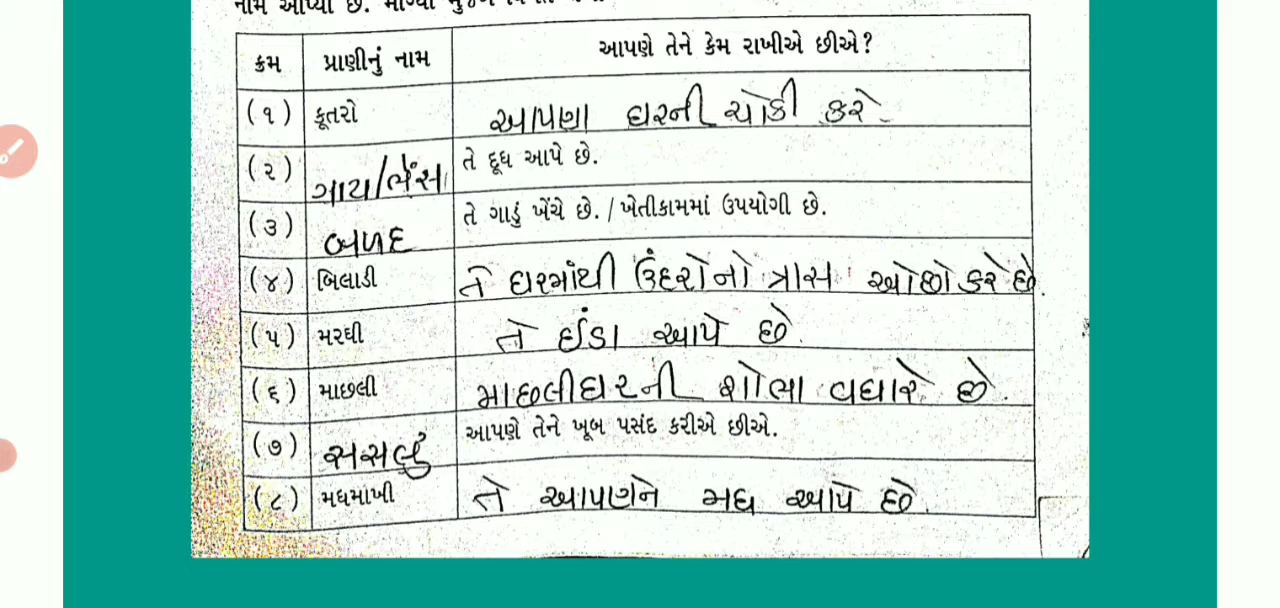 નામ આપ્યાં છે.
ક્રમ પ્રાણીનું નામ આપણે તેને કેમ રાખીએ છીએ?
(૧) કૂતરો આપણા ઘરની ચોકી કરે
(૨) ગાય/ભેંસ તે દૂધ આપે છે.
(૩) બળદ તે ગાડું ખેંચે છે. / ખેતીકામમાં ઉપયોગી છે.
(૪) બિલાડી તે ઘરમાંથી ઉંદરોનો ત્રાસ ઓછો કરે છે.
(૫) મરઘી તે ઈંડા આપે છે.
(૬) માછલી માછલીઘરની શોભા વધારે છે.
(૭) સસલું આપણે તેને ખૂબ પસંદ કરીએ છીએ.
(૮) મધમાખી તે આપણને મધ આપે છે.